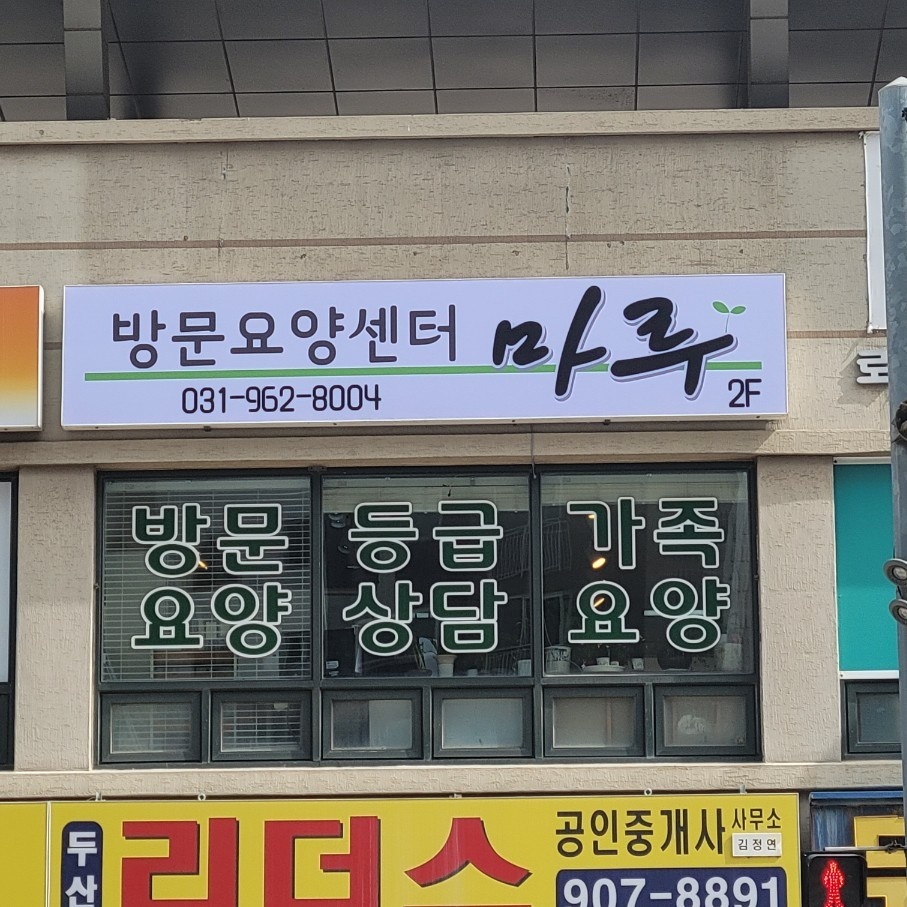 방문요양센터 마루
031-962-8004 2F
로
방문 등급 가족
요양 상담 요양
두산
리더스
공인중개사 사무소
김정연
907-8891